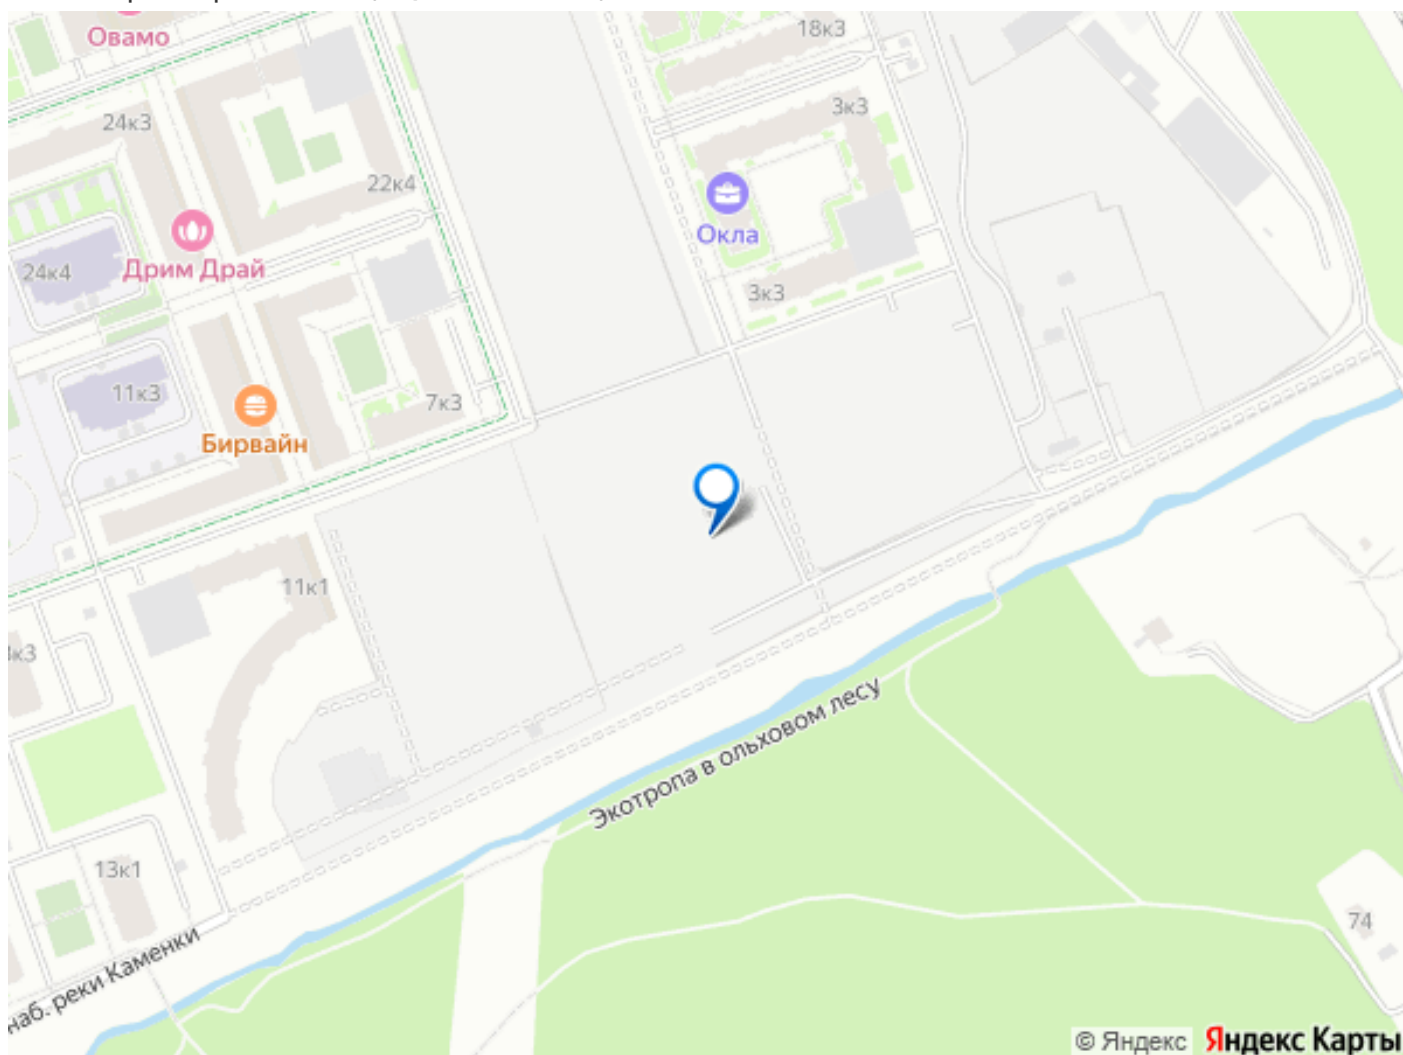 Овамо
18к3
24к3
3к3
22к4
Окла
24к4
Дрим Драй
3к3
11к3
7к3
Бирвайн
11к1
к3
Экотропа в ольховом лесу
13к1
74
наб. реки Каменки
© Яндекс Яндекс Карты